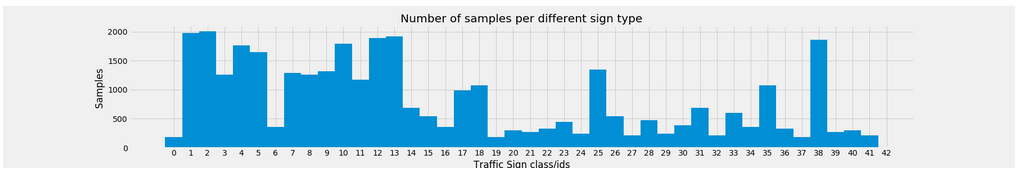 Number of samples per different sign type
2000
1500
1000
500
0
Samples
0 1 2 3 4 5 6 7 8 9 10 11 12 13 14 15 16 17 18 19 20 21 22 23 24 25 26 27 28 29 30 31 32 33 34 35 36 37 38 39 40 41 42
Traffic Sign class/ids